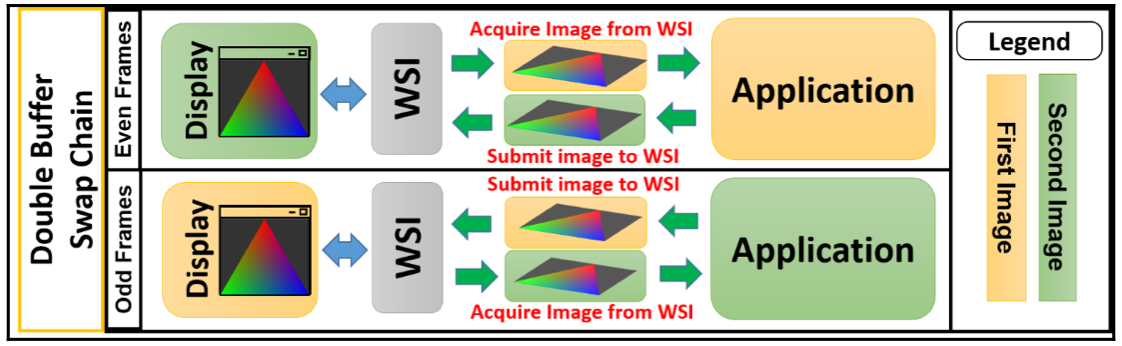 Double Buffer
Swap Chain
Even Frames
Display
WSI
Acquire Image from WSI
Submit image to WSI
Application
Odd Frames
Display
WSI
Submit image to WSI
Acquire Image from WSI
Application
Legend
First Image
Second Image